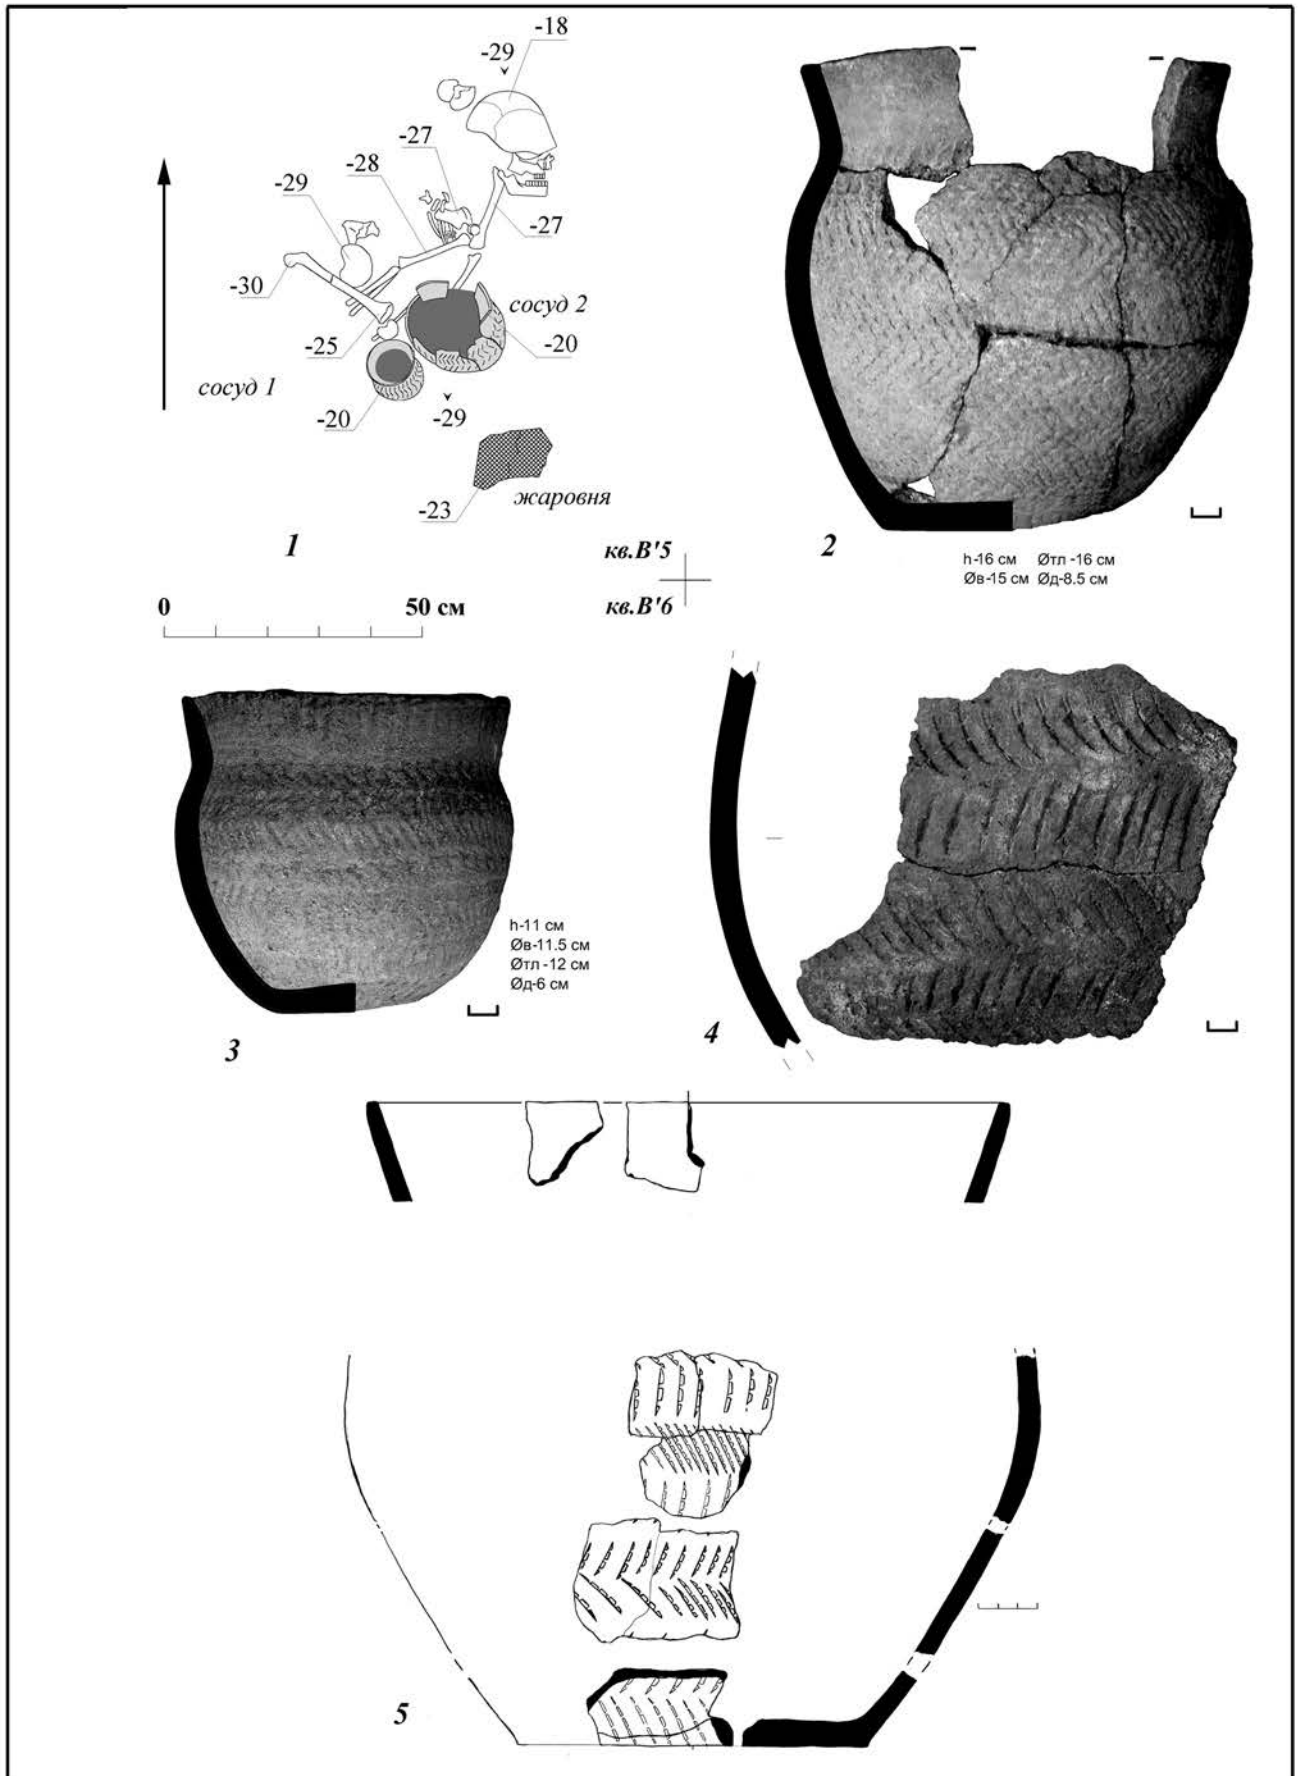 -18
-29
-27
-28
-29
-27
-30
сосуд 2
-25
-20
сосуд 1
-20
-29
-23
жаровня
1
2
кв.В'5
h-16 см Øтл -16 см
Øв-15 см Øд-8.5 см
0 50 см
кв.В'6
h-11 см
Øв-11.5 см
Øтл -12 см
Øд-6 см
3
4
5